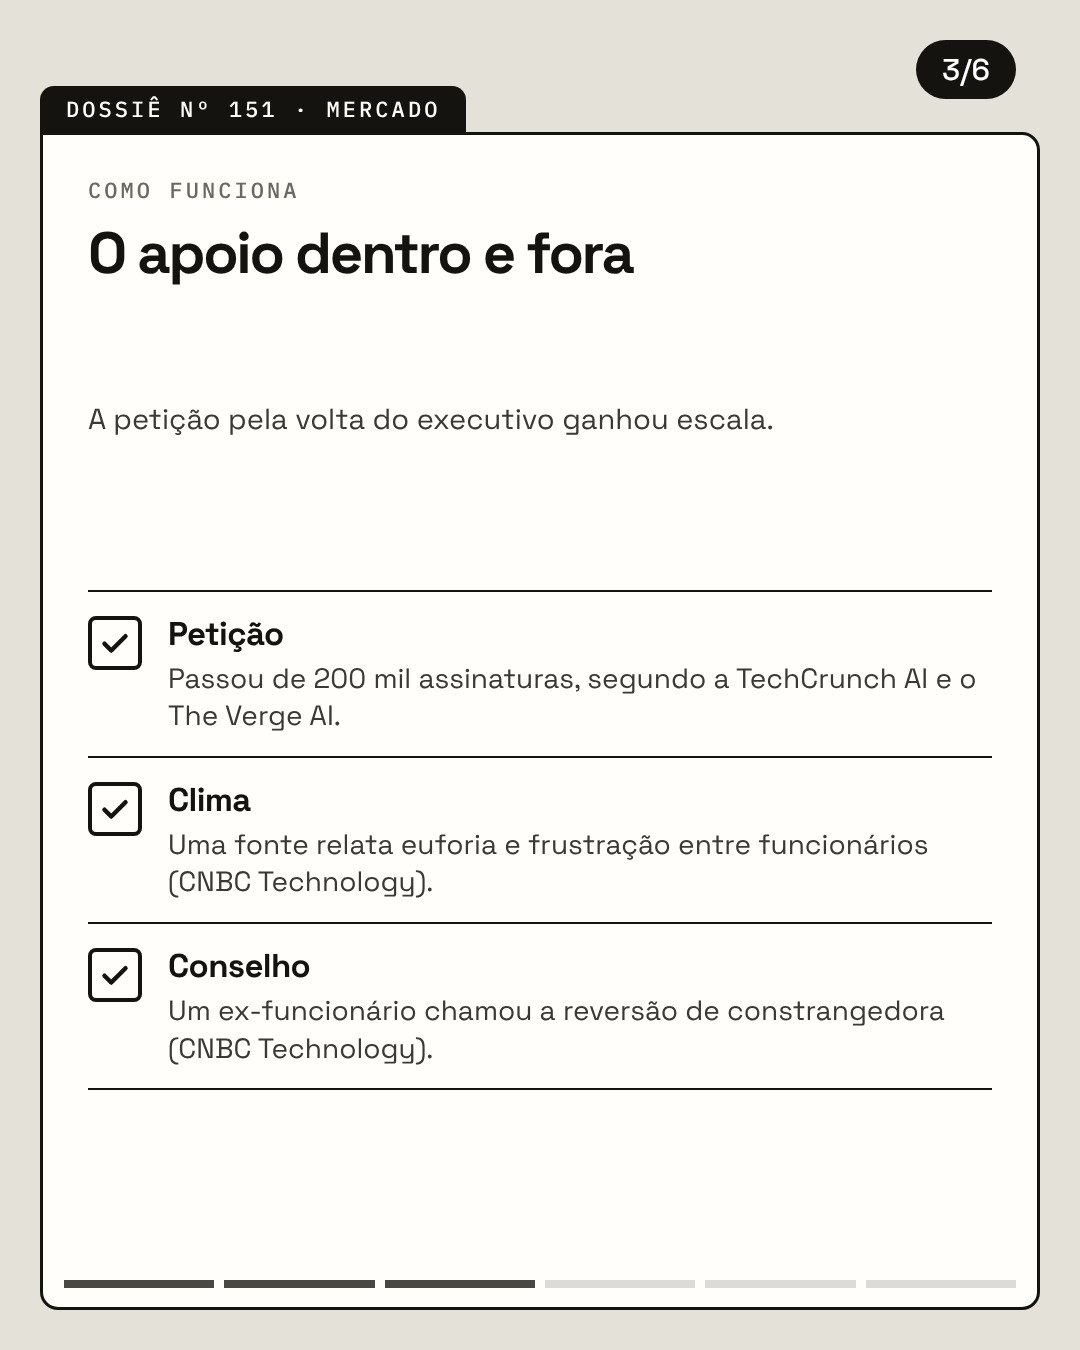 3/6
DOSSIÊ Nº 151 · MERCADO
COMO FUNCIONA
O apoio dentro e fora
A petição pela volta do executivo ganhou escala.
Petição
Passou de 200 mil assinaturas, segundo a TechCrunch AI e o
The Verge AI.
Clima
Uma fonte relata euforia e frustração entre funcionários
(CNBC Technology).
Conselho
Um ex-funcionário chamou a reversão de constrangedora
(CNBC Technology).